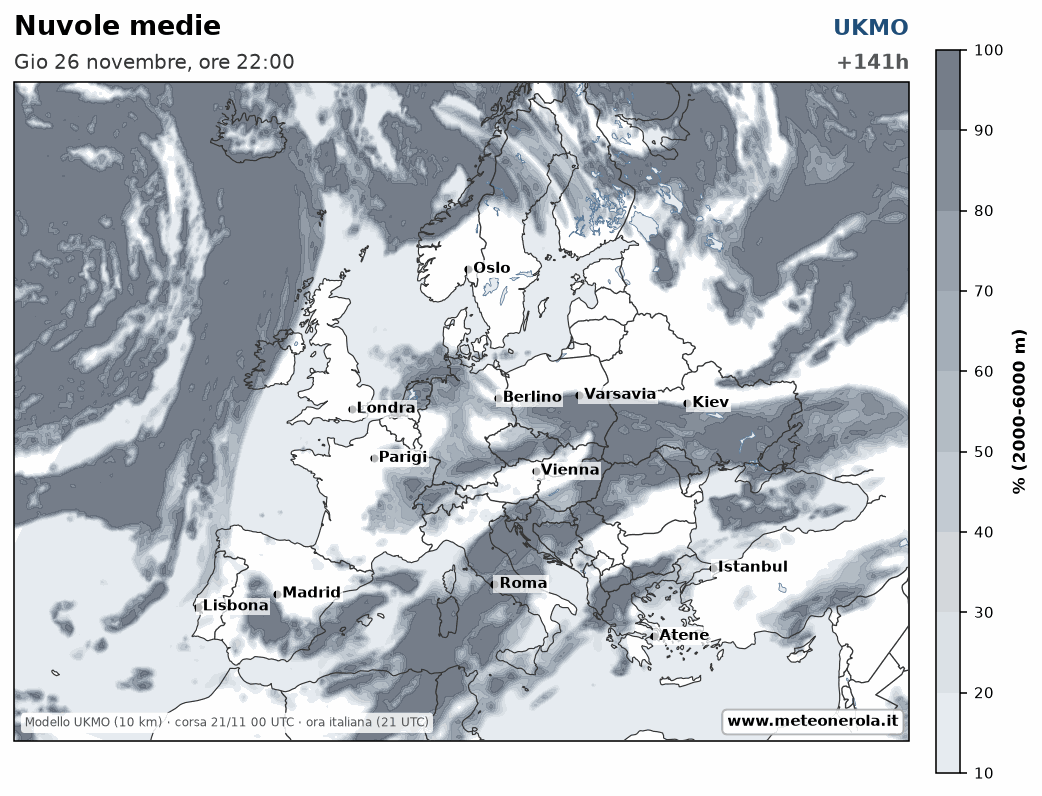 Nuvole medie
UKMO
Gio 26 novembre, ore 22:00
+141h
100
90
80
70
60
50
40
30
20
10
% (2000-6000 m)
Oslo
Londra
Berlino
Varsavia
Kiev
Parigi
Vienna
Istanbul
Roma
Madrid
Lisbona
Atene
Modello UKMO (10 km) · corsa 21/11 00 UTC · ora italiana (21 UTC)
www.meteonerola.it